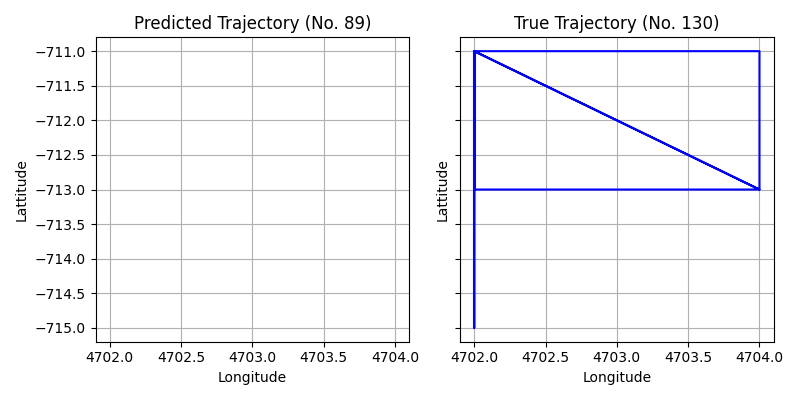 Predicted Trajectory (No. 89)
−711.0
−711.5
−712.0
−712.5
−713.0
−713.5
−714.0
−714.5
−715.0
Lattitude
4702.0 4702.5 4703.0 4703.5 4704.0
Longitude
True Trajectory (No. 130)
Lattitude
4702.0 4702.5 4703.0 4703.5 4704.0
Longitude